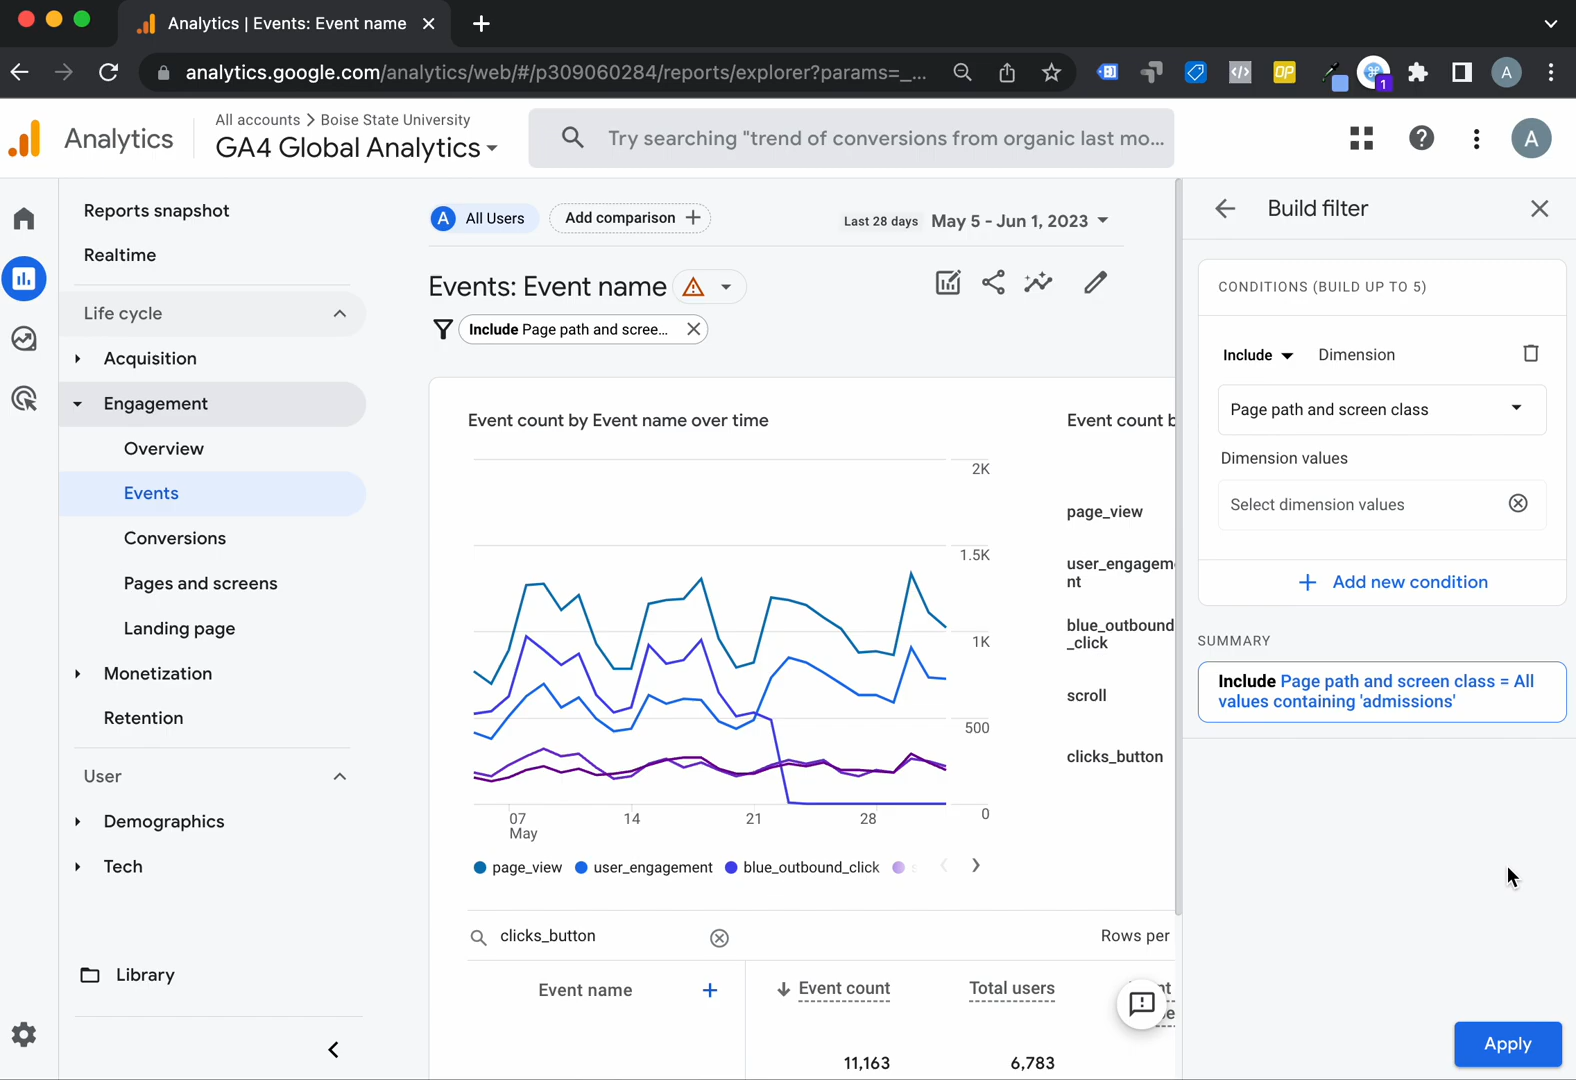 Analytics | Events: Event name
analytics.google.com/analytics/web/#/p309060284/reports/explorer?params=_...
1
A
Analytics
All accounts > Boise State University
GA4 Global Analytics
Try searching "trend of conversions from organic last mo...
A
Reports snapshot
Realtime
Life cycle
Acquisition
Engagement
Overview
Events
Conversions
Pages and screens
Landing page
Monetization
Retention
User
Demographics
Tech
Library
A All Users
Add comparison +
Last 28 days May 5 - Jun 1, 2023
Events: Event name
Include Page path and scree...
Event count by Event name over time
2K
1.5K
1K
500
0
07
May
14
21
28
page_view
user_engagement
blue_outbound_click
Event count b
page_view
user_engagem
nt
blue_outbound
_click
scroll
clicks_button
clicks_button
Rows per
Event name
Event count
Total users
11,163
6,783
Build filter
CONDITIONS (BUILD UP TO 5)
Include
Dimension
Page path and screen class
Dimension values
Select dimension values
+ Add new condition
SUMMARY
Include Page path and screen class = All
values containing 'admissions'
Apply